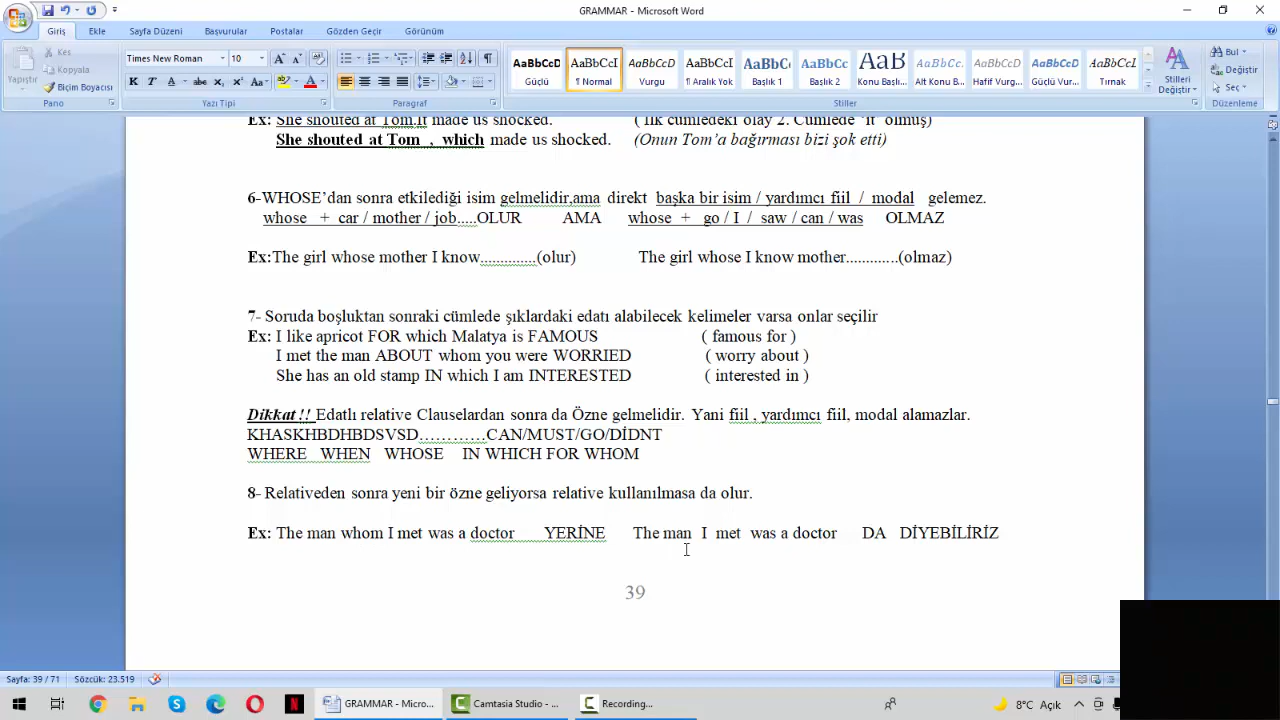 GRAMMAR - Microsoft Word
Giriş Ekle Sayfa Düzeni Başvurular Postalar Gözden Geçir Görünüm
Yapıştır
Kes
Kopyala
Biçim Boyacısı
Pano
Times New Roman 10
K T A abc x₂ x² Aa
Yazı Tipi
Paragraf
AaBbCcD AaBbCcI AaBbCcD AaBbCcI AaBbCc AaBbCc AaBbC AaBbCc. AaBbCcD AaBbCcD AaBbCcI
Güçlü ¶ Normal Vurgu ¶ Aralık Yok Başlık 1 Başlık 2 Konu Başlı... Alt Konu B... Hafif Vurg... Güçlü Vur... Tırnak
Stiller
Stilleri Değiştir
Bul
Değiştir
Seç
Düzenleme
Ex: She shouted at Tom.It made us shocked. ( İlk cümledeki olay 2. Cümlede ‘it’ olmuş)
She shouted at Tom , which made us shocked. (Onun Tom’a bağırması bizi şok etti)
6-WHOSE’dan sonra etkilediği isim gelmelidir,ama direkt başka bir isim / yardımcı fiil / modal gelemez.
whose + car / mother / job.....OLUR AMA whose + go / I / saw / can / was OLMAZ
Ex:The girl whose mother I know..............(olur) The girl whose I know mother.............(olmaz)
7- Soruda boşluktan sonraki cümlede şıklardaki edatı alabilecek kelimeler varsa onlar seçilir
Ex: I like apricot FOR which Malatya is FAMOUS ( famous for )
I met the man ABOUT whom you were WORRIED ( worry about )
She has an old stamp IN which I am INTERESTED ( interested in )
Dikkat!! Edatlı relative Clauselardan sonra da Özne gelmelidir. Yani fiil , yardımcı fiil, modal alamazlar.
KHASKHBDHBDSVSD…………CAN/MUST/GO/DİDNT
WHERE WHEN WHOSE IN WHICH FOR WHOM
8- Relativeden sonra yeni bir özne geliyorsa relative kullanılmasa da olur.
Ex: The man whom I met was a doctor YERİNE The man I met was a doctor DA DİYEBİLİRİZ
39
Sayfa: 39 / 71 Sözcük: 23.519
GRAMMAR - Micros... Camtasia Studio - ... Recording... 8°C Açık